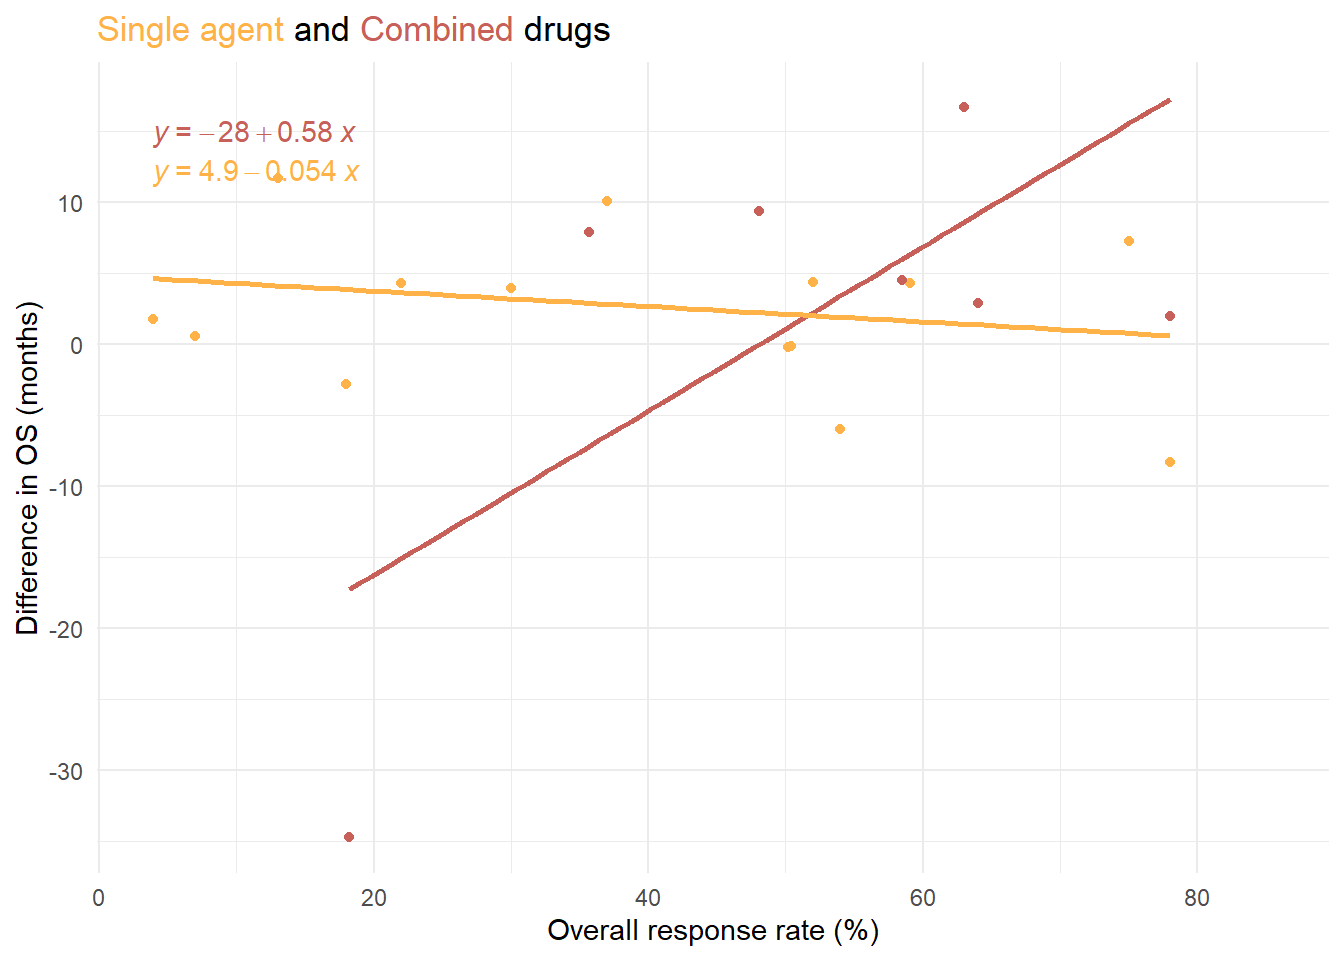 Single agent and Combined drugs
y = −28 + 0.58 x
y = 4.9 − 0.054 x
10
0
-10
-20
-30
Difference in OS (months)
0 20 40 60 80
Overall response rate (%)